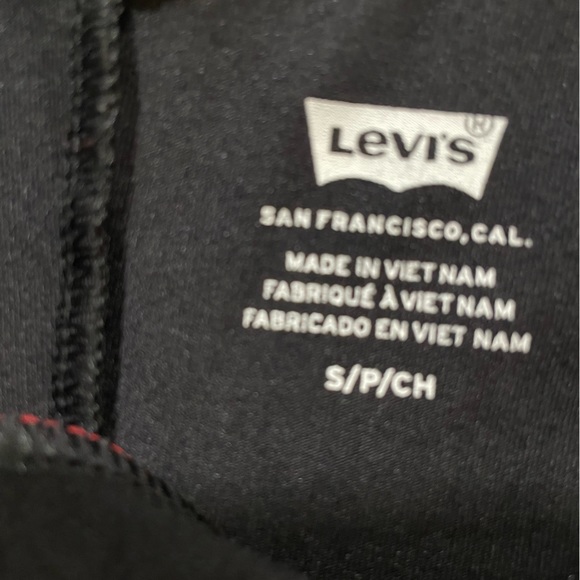 Levi's®
SAN FRANCISCO, CAL.
MADE IN VIET NAM
FABRIQUÉ À VIET NAM
FABRICADO EN VIET NAM
S/P/CH